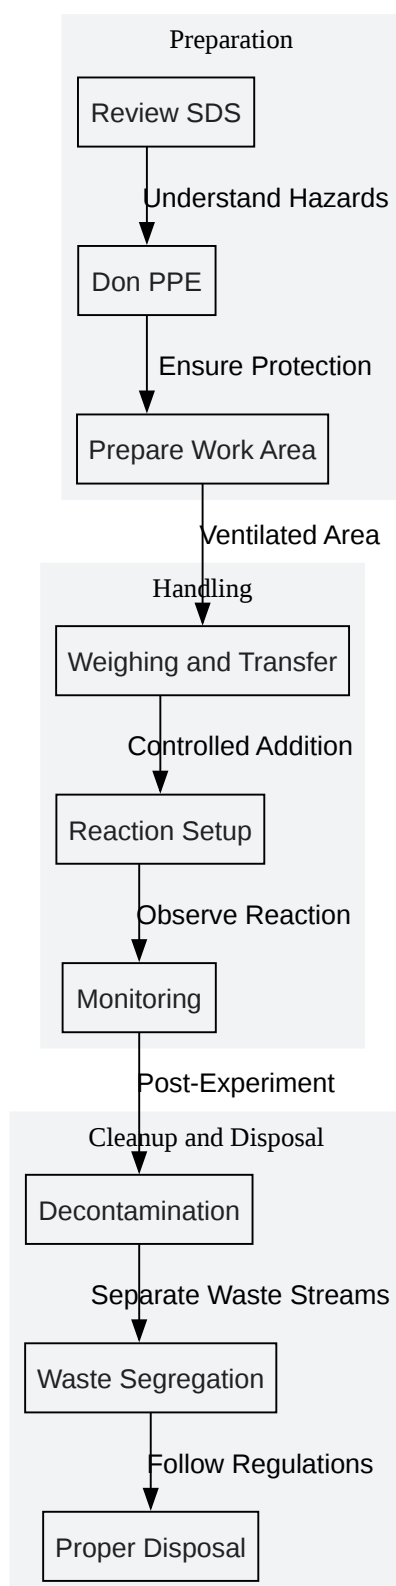 Preparation
Review SDS
Understand Hazards
Don PPE
Ensure Protection
Prepare Work Area
Ventilated Area
Handling
Weighing and Transfer
Controlled Addition
Reaction Setup
Observe Reaction
Monitoring
Post-Experiment
Cleanup and Disposal
Decontamination
Separate Waste Streams
Waste Segregation
Follow Regulations
Proper Disposal